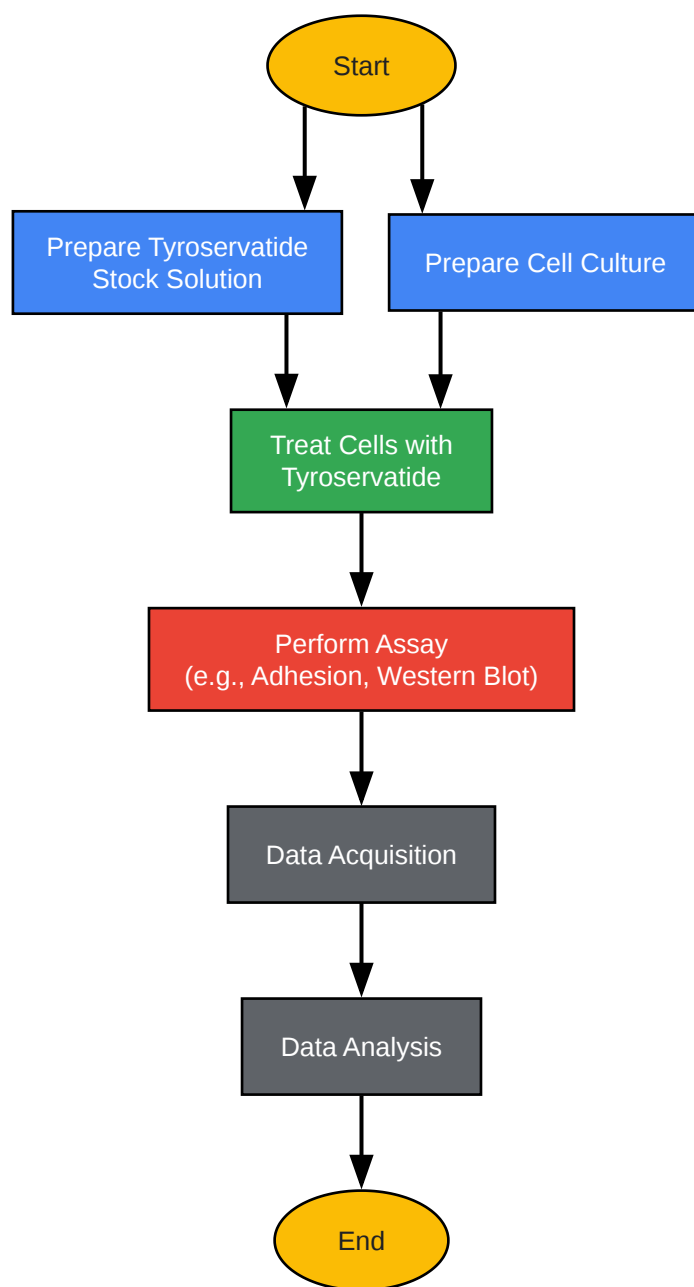 Start
Prepare Tyroservatide
Stock Solution
Prepare Cell Culture
Treat Cells with
Tyroservatide
Perform Assay
(e.g., Adhesion, Western Blot)
Data Acquisition
Data Analysis
End